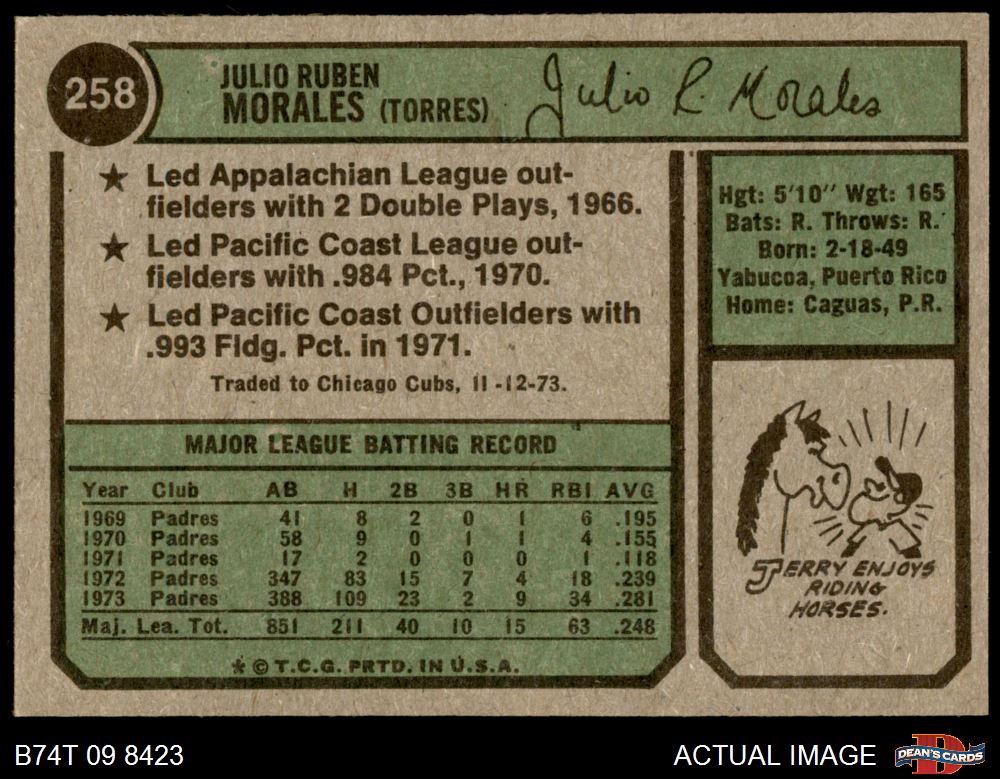 258
JULIO RUBEN
MORALES (TORRES)
Julio R. Morales
★ Led Appalachian League out-
fielders with 2 Double Plays, 1966.
★ Led Pacific Coast League out-
fielders with .984 Pct., 1970.
★ Led Pacific Coast Outfielders with
.993 Fldg. Pct. in 1971.
Traded to Chicago Cubs, 11-12-73.
Hgt: 5'10" Wgt: 165
Bats: R. Throws: R.
Born: 2-18-49
Yabucoa, Puerto Rico
Home: Caguas, P.R.
MAJOR LEAGUE BATTING RECORD
Year Club AB H 2B 3B HR RBI AVG
1969 Padres 41 8 2 0 1 6 .195
1970 Padres 58 9 0 1 1 4 .155
1971 Padres 17 2 0 0 0 1 .118
1972 Padres 347 83 15 7 4 18 .239
1973 Padres 388 109 23 2 9 34 .281
Maj. Lea. Tot. 851 211 40 10 15 63 .248
★ © T.C.G. PRTD. IN U.S.A.
JERRY ENJOYS
RIDING
HORSES.
B74T 09 8423
ACTUAL IMAGE
DEAN'S CARDS